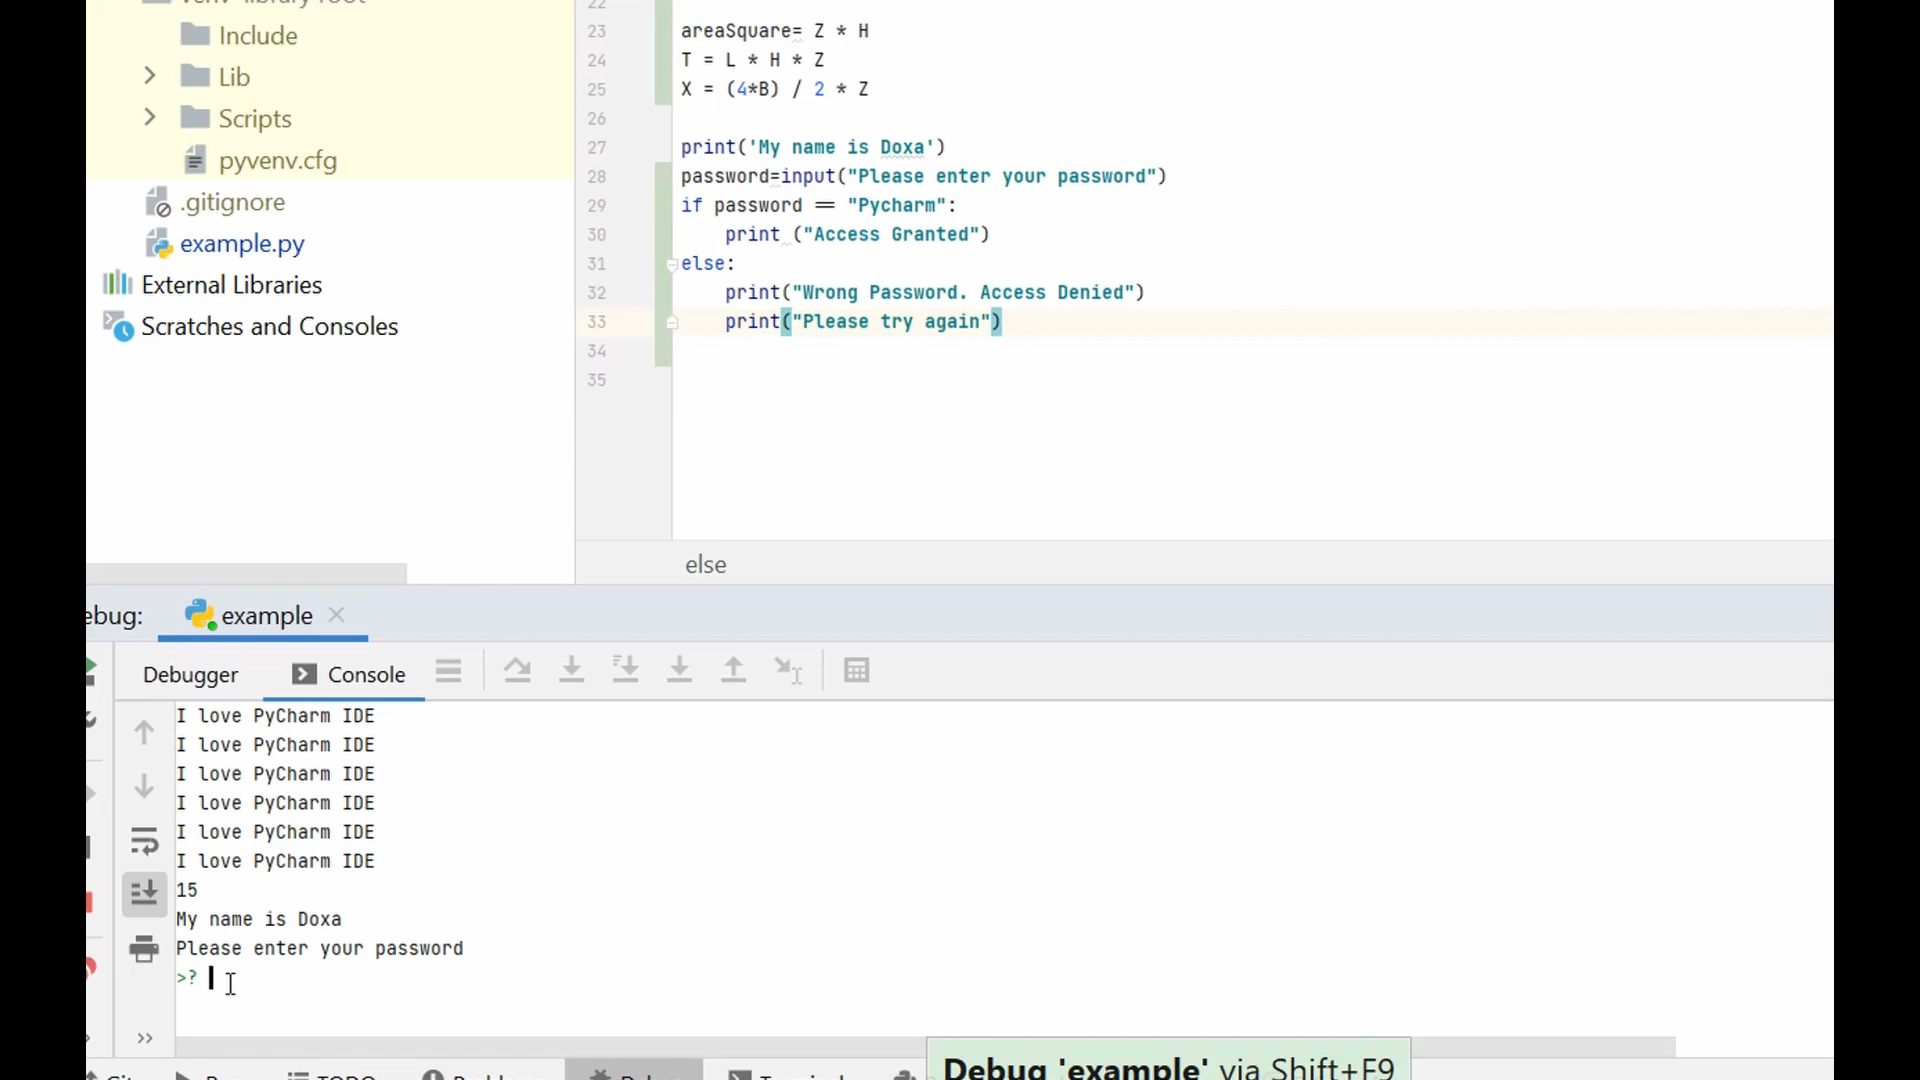 Include
Lib
Scripts
pyvenv.cfg
.gitignore
example.py
External Libraries
Scratches and Consoles
22
23 areaSquare= Z * H
24 T = L * H * Z
25 X = (4*B) / 2 * Z
26
27 print('My name is Doxa')
28 password=input("Please enter your password")
29 if password == "Pycharm":
30 print ("Access Granted")
31 else:
32 print("Wrong Password. Access Denied")
33 print("Please try again")
34
35
else
ebug: example
Debugger Console
I love PyCharm IDE
I love PyCharm IDE
I love PyCharm IDE
I love PyCharm IDE
I love PyCharm IDE
I love PyCharm IDE
15
My name is Doxa
Please enter your password
>?
Debug 'example' via Shift+F9